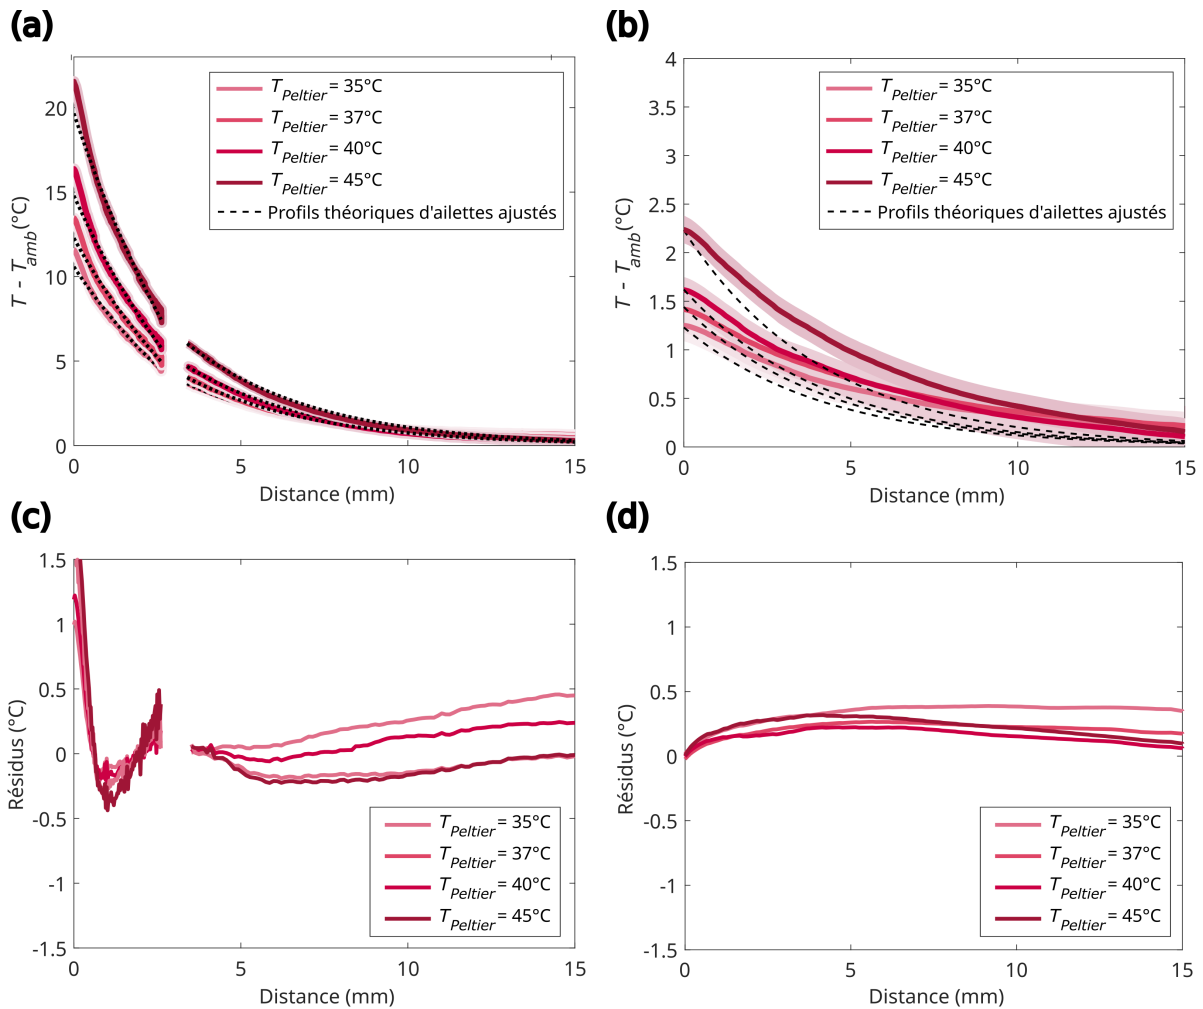 (a)
T - T_amb (°C)
20
15
10
5
0
T_Peltier = 35°C
T_Peltier = 37°C
T_Peltier = 40°C
T_Peltier = 45°C
Profils théoriques d'ailettes ajustés
0 5 10 15
Distance (mm)
(b)
T - T_amb (°C)
4
3.5
3
2.5
2
1.5
1
0.5
0
T_Peltier = 35°C
T_Peltier = 37°C
T_Peltier = 40°C
T_Peltier = 45°C
Profils théoriques d'ailettes ajustés
0 5 10 15
Distance (mm)
(c)
Résidus (°C)
1.5
1
0.5
0
-0.5
-1
-1.5
T_Peltier = 35°C
T_Peltier = 37°C
T_Peltier = 40°C
T_Peltier = 45°C
0 5 10 15
Distance (mm)
(d)
Résidus (°C)
1.5
1
0.5
0
-0.5
-1
-1.5
T_Peltier = 35°C
T_Peltier = 37°C
T_Peltier = 40°C
T_Peltier = 45°C
0 5 10 15
Distance (mm)